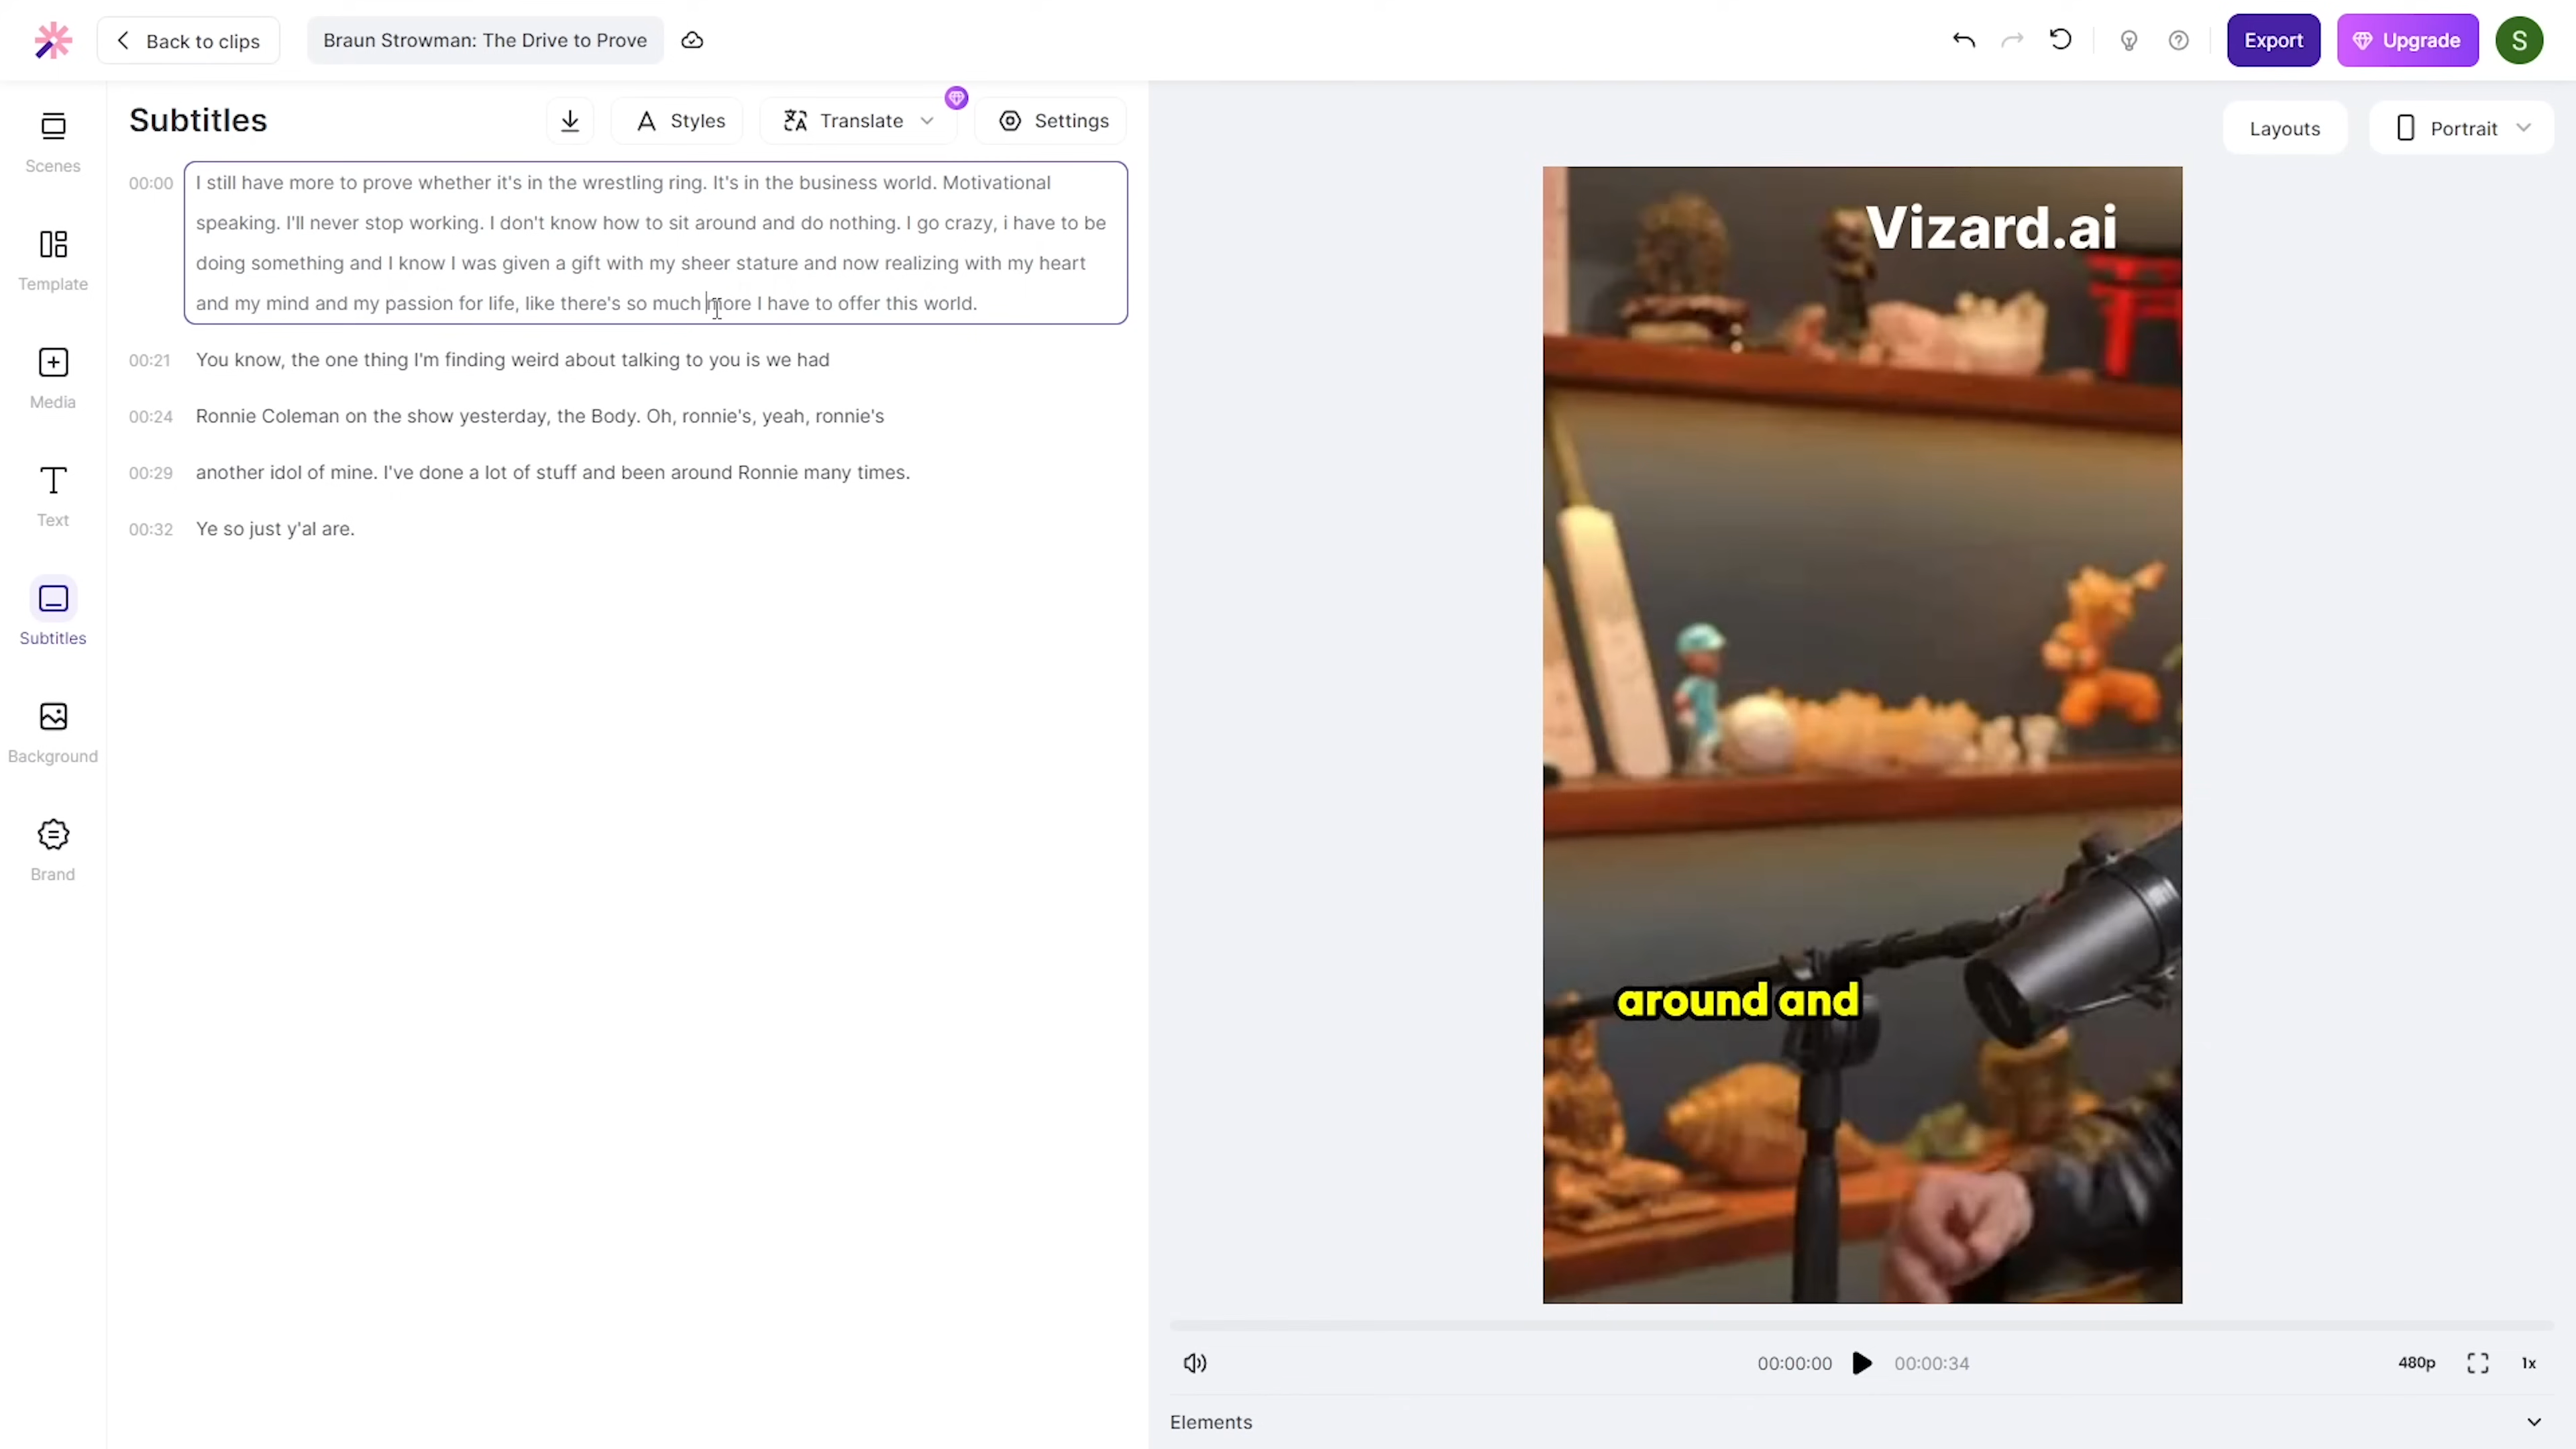 Back to clips
Braun Strowman: The Drive to Prove
Export
Upgrade
S
Scenes
Template
Media
Text
Subtitles
Background
Brand
Subtitles
Styles
Translate
Settings
00:00
I still have more to prove whether it's in the wrestling ring. It's in the business world. Motivational
speaking. I'll never stop working. I don't know how to sit around and do nothing. I go crazy, i have to be
doing something and I know I was given a gift with my sheer stature and now realizing with my heart
and my mind and my passion for life, like there's so much more I have to offer this world.
00:21
You know, the one thing I'm finding weird about talking to you is we had
00:24
Ronnie Coleman on the show yesterday, the Body. Oh, ronnie's, yeah, ronnie's
00:29
another idol of mine. I've done a lot of stuff and been around Ronnie many times.
00:32
Ye so just y'al are.
Layouts
Portrait
Vizard.ai
around and
00:00:00
00:00:34
480p
1x
Elements